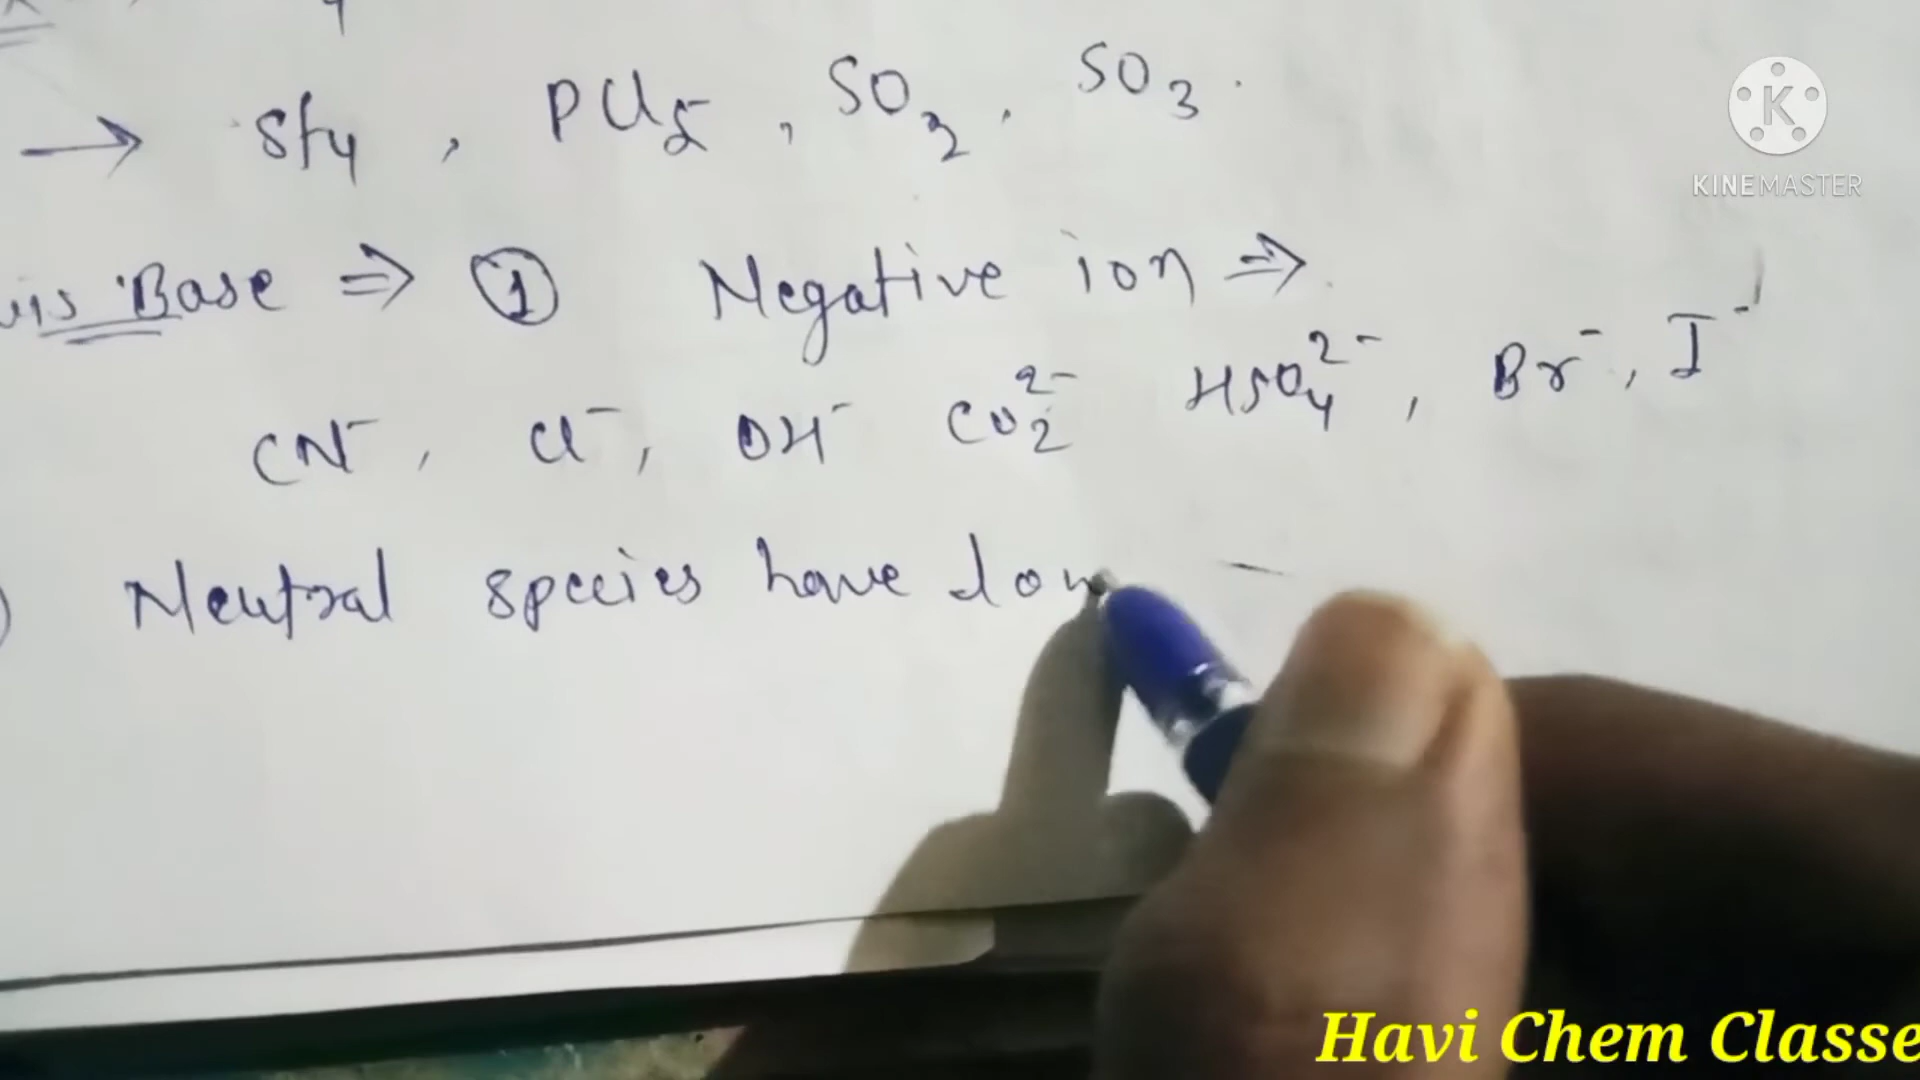 → SF4 , PCl5 , SO2 , SO3 .
KINEMASTER
Base ⇒ ① Negative ion ⇒
CN⁻ , Cl⁻ , OH⁻ CO2²⁻ HSO4²⁻ , Br⁻ , I⁻
Neutral species have lon
Havi Chem Classe